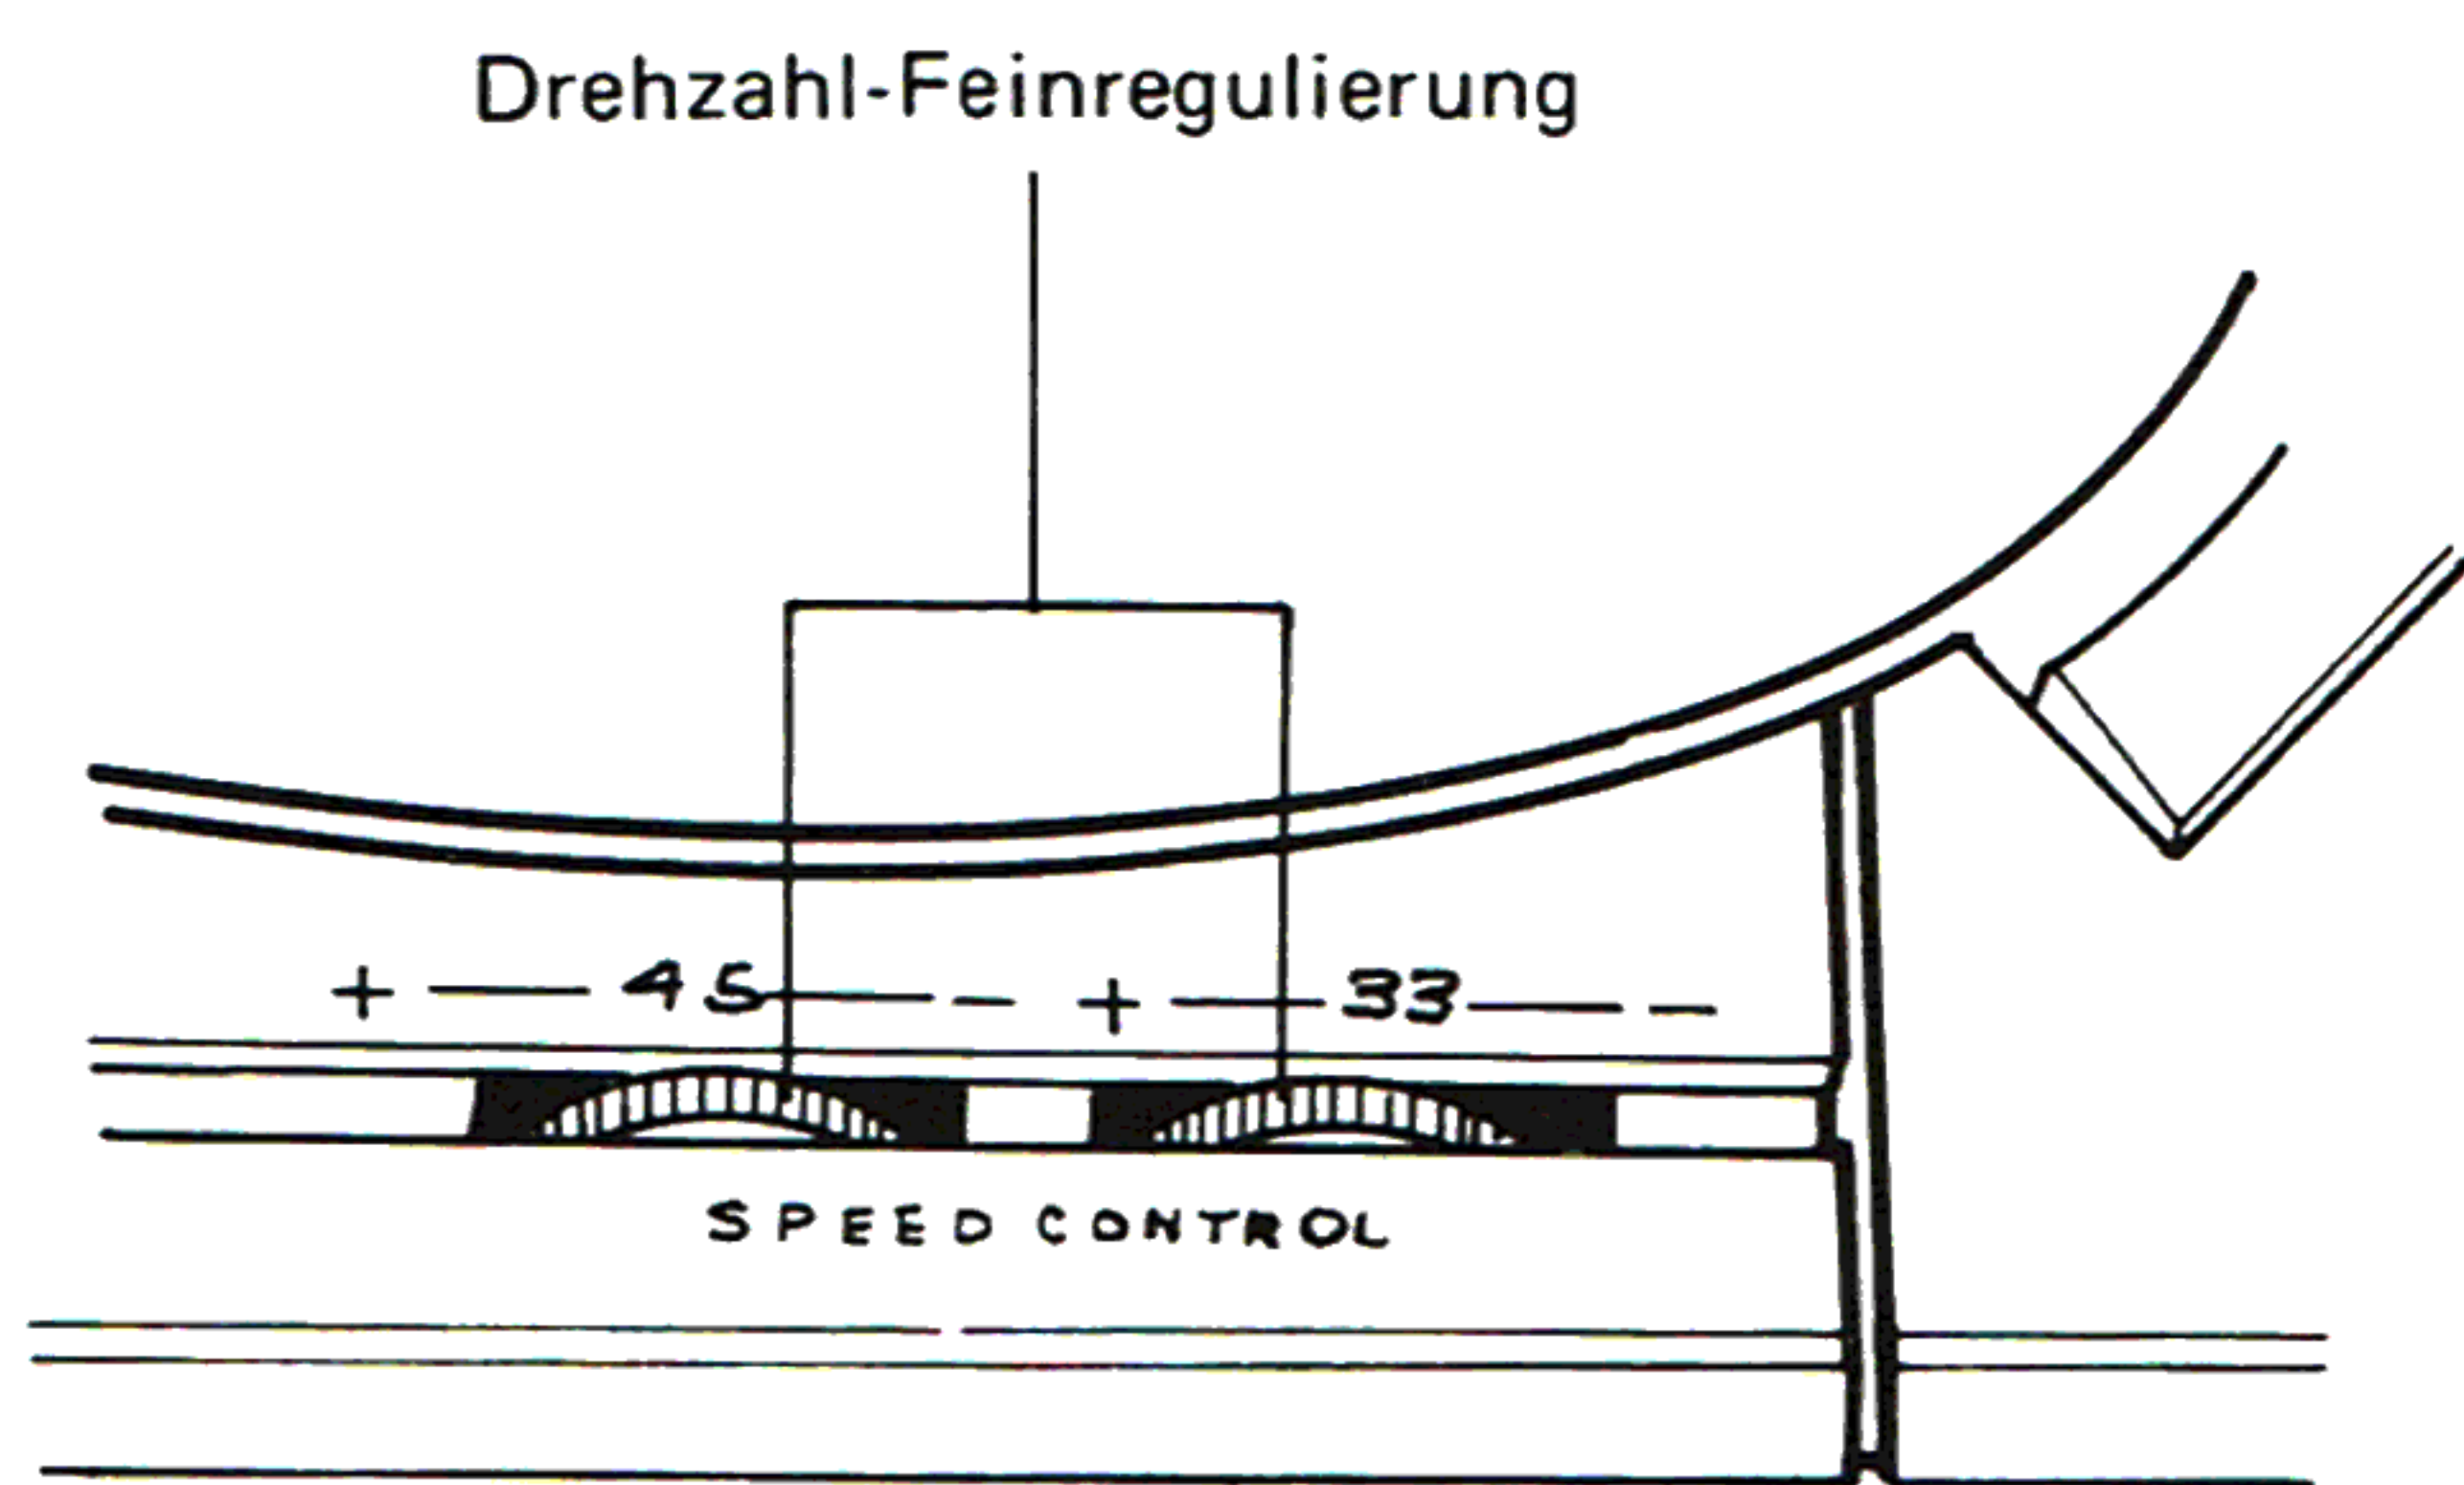 Drehzahl-Feinregulierung
+ — 45 — - + — 33 — -
SPEED CONTROL